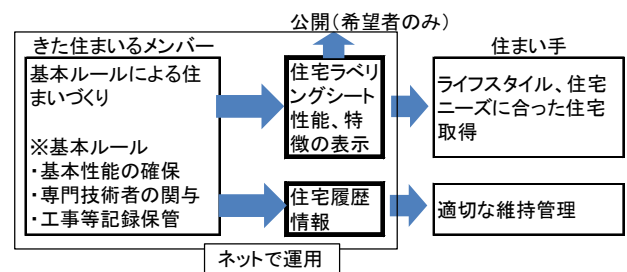 公開(希望者のみ)
きた住まいるメンバー
住まい手
基本ルールによる住
まいづくり
※基本ルール
・基本性能の確保
・専門技術者の関与
・工事等記録保管
住宅ラベリ
ングシート
性能、特
徴の表示
ライフスタイル、住宅
ニーズに合った住宅
取得
住宅履歴
情報
適切な維持管理
ネットで運用